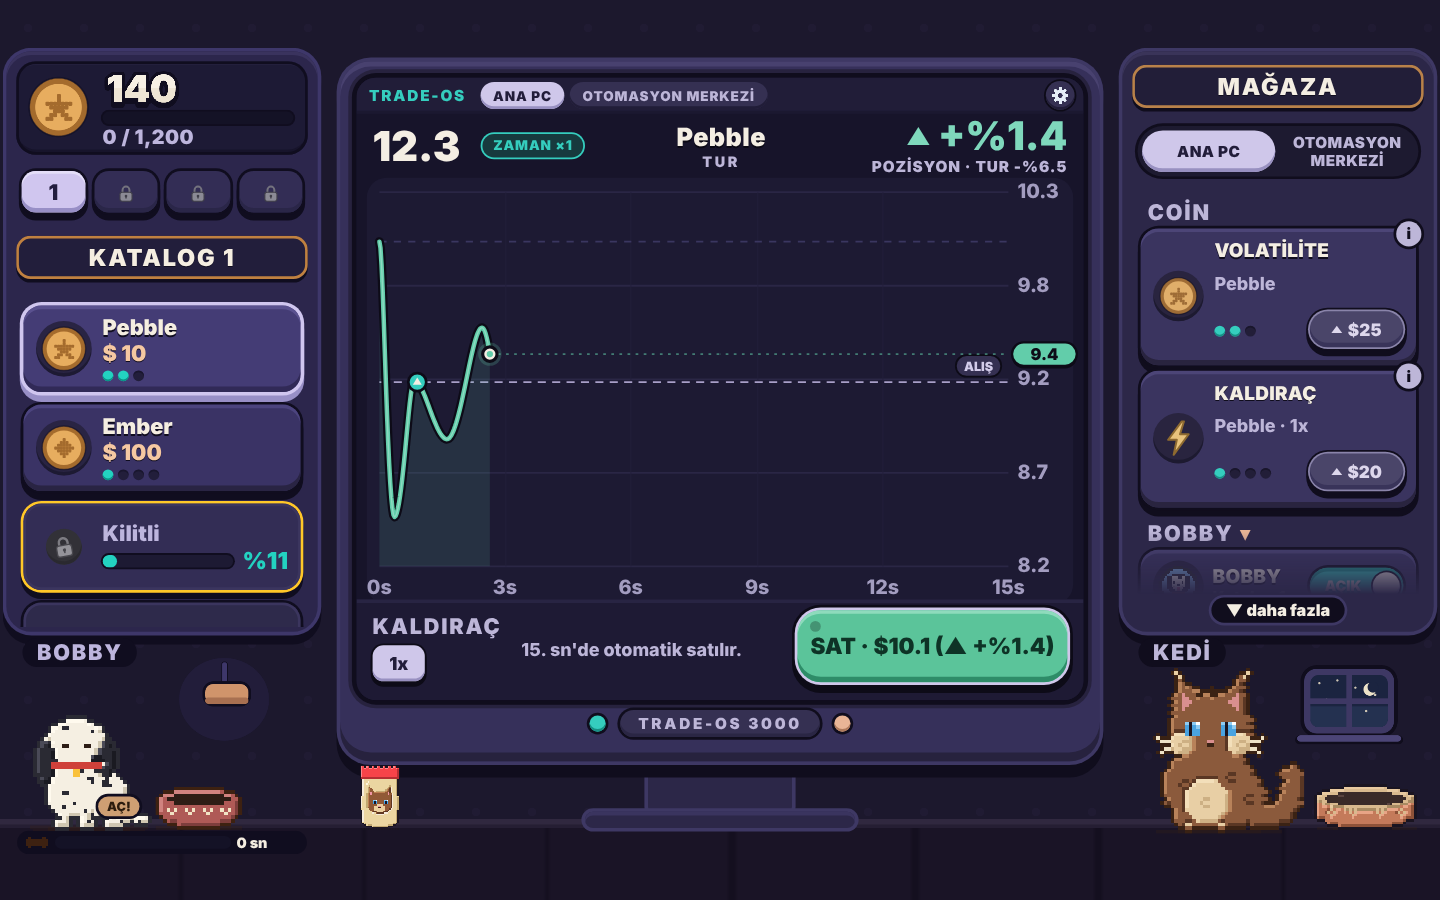 140
0 / 1,200
1
KATALOG 1
Pebble
$ 10
Ember
$ 100
Kilitli
%11
BOBBY
AÇ!
0 sn
TRADE-OS
ANA PC
OTOMASYON MERKEZİ
12.3
ZAMAN ×1
Pebble
TUR
▲ +%1.4
POZİSYON · TUR -%6.5
10.3
9.8
9.4
ALIŞ
9.2
8.7
8.2
0s
3s
6s
9s
12s
15s
KALDIRAÇ
1x
15. sn'de otomatik satılır.
SAT · $10.1 (▲ +%1.4)
TRADE-OS 3000
MAĞAZA
ANA PC
OTOMASYON
MERKEZİ
COİN
i
VOLATİLİTE
Pebble
▲ $25
i
KALDIRAÇ
Pebble · 1x
▲ $20
BOBBY ▼
BOBBY
AÇIK
▼ daha fazla
KEDİ